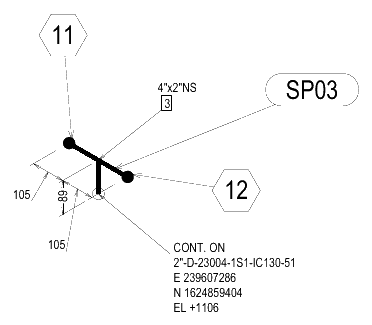 11
4"x2"NS
3
SP03
12
105
89
105
CONT. ON
2"-D-23004-1S1-IC130-51
E 239607286
N 1624859404
EL +1106